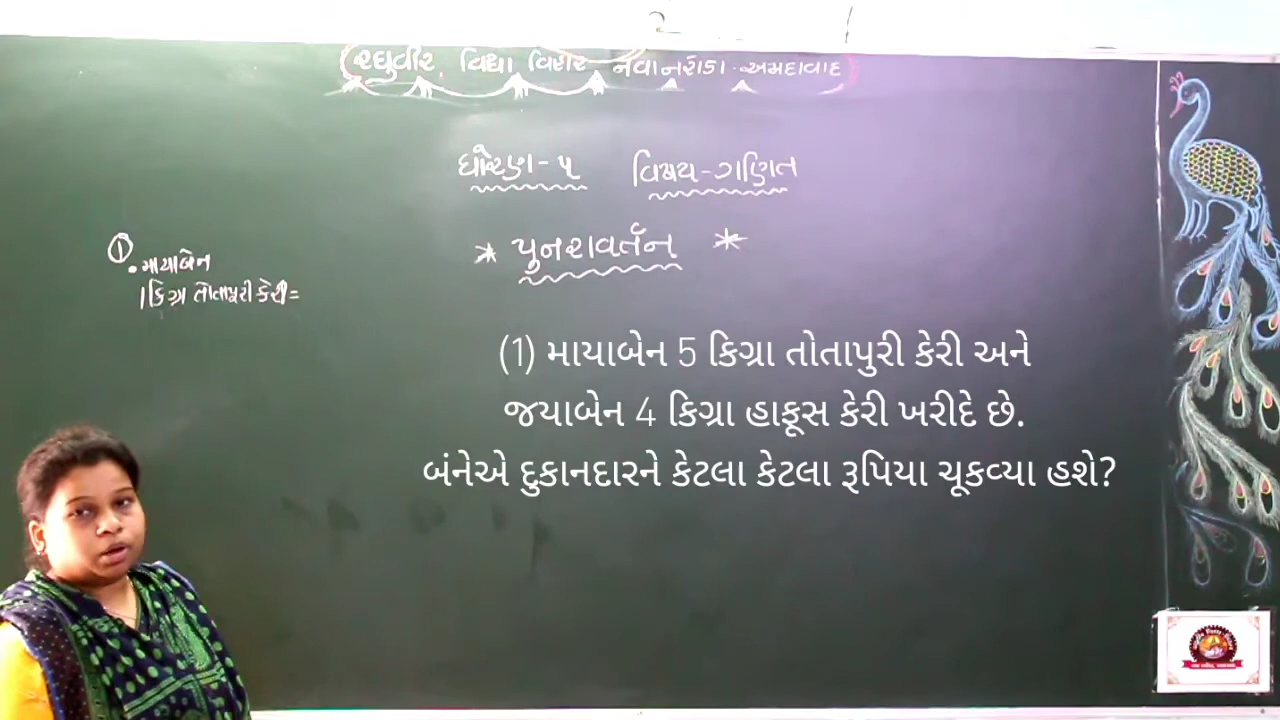 રઘુવીર વિદ્યા વિહાર નવાનરોડા - અમદાવાદ
ધોરણ - ૫ વિષય - ગણિત
* પુનરાવર્તન *
①
. માયાબેન
1 કિગ્રા તોતાપૂરી કેરી =
(1) માયાબેન 5 કિગ્રા તોતાપુરી કેરી અને
જયાબેન 4 કિગ્રા હાફૂસ કેરી ખરીદે છે.
બંનેએ દુકાનદારને કેટલા કેટલા રૂપિયા ચૂકવ્યા હશે?